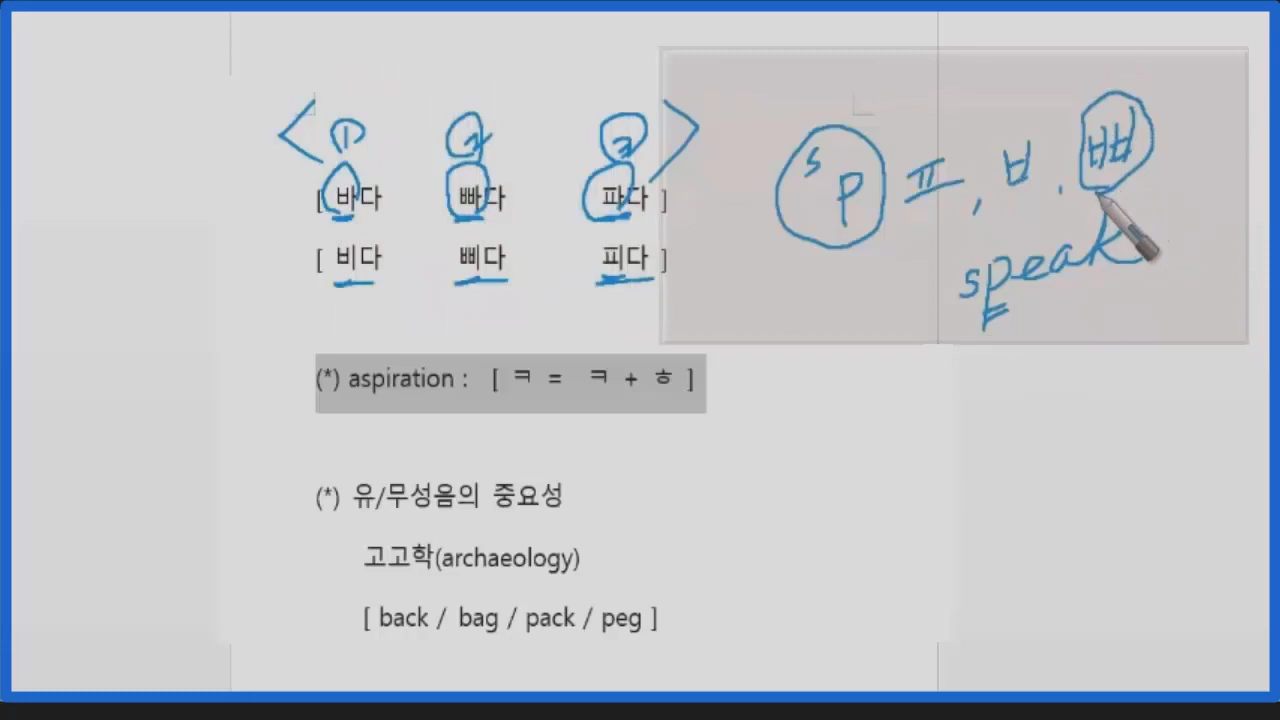 < ① ② ③ >
[ 바다 빠다 파다 ]
[ 비다 삐다 피다 ]
s p ㅍ, ㅂ, ㅃ
speak
(*) aspiration : [ ㅋ = ㅋ + ㅎ ]
(*) 유/무성음의 중요성
고고학(archaeology)
[ back / bag / pack / peg ]